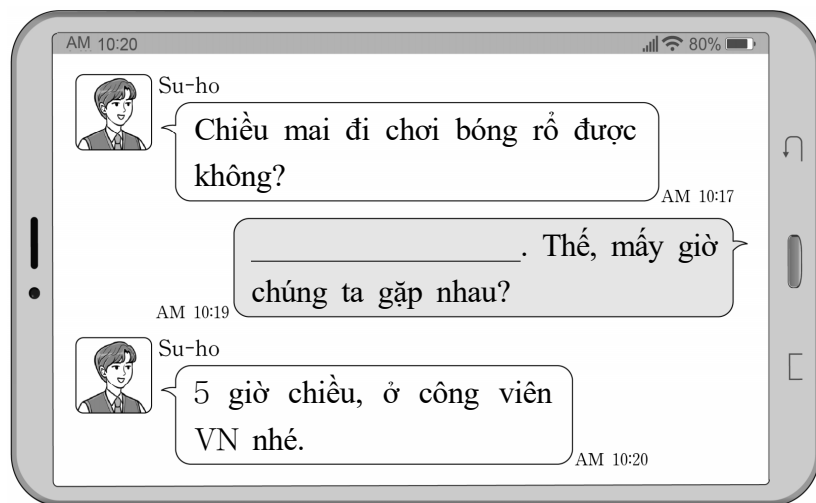 AM 10:20 80%
Su-ho
Chiều mai đi chơi bóng rổ được
không?
AM 10:17
____________________. Thế, mấy giờ
chúng ta gặp nhau?
AM 10:19
Su-ho
5 giờ chiều, ở công viên
VN nhé.
AM 10:20